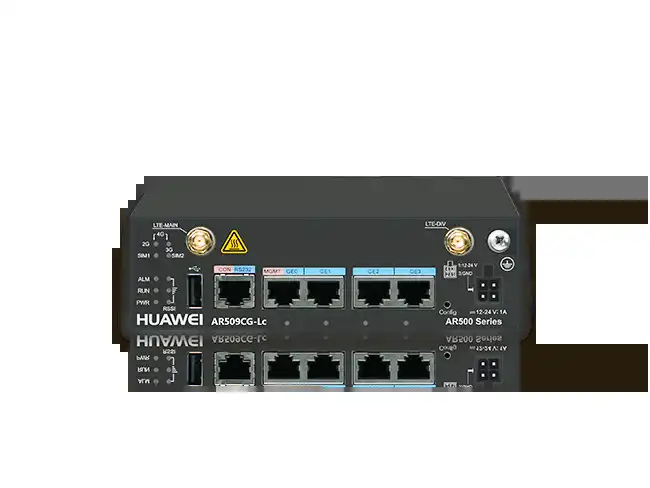 LTE-MAIN
LTE-DIV
4G
2G
3G
SIM1
SIM2
ALM
RUN
PWR
RSSI
CON RS232
MGMT GE0
GE1
GE2
GE3
Config
12-24 V; 1A
HUAWEI
AR509CG-Lc
AR500 Series